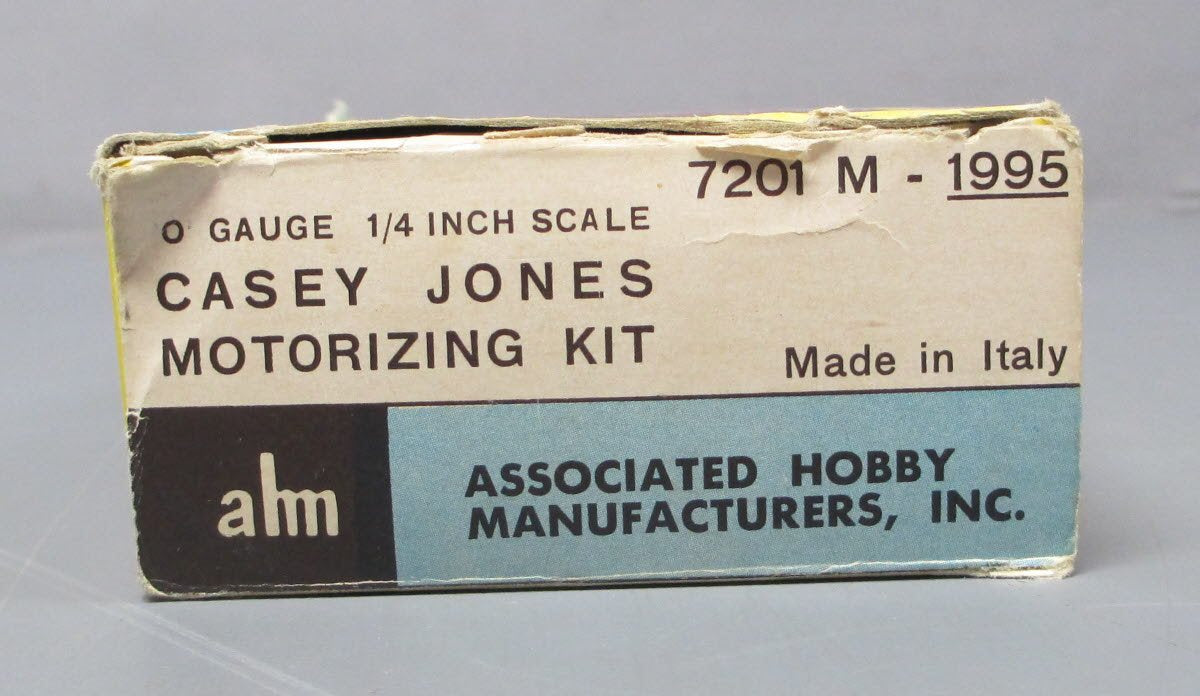 7201 M - 1995
O GAUGE 1/4 INCH SCALE
CASEY JONES
MOTORIZING KIT
Made in Italy
ahm
ASSOCIATED HOBBY
MANUFACTURERS, INC.